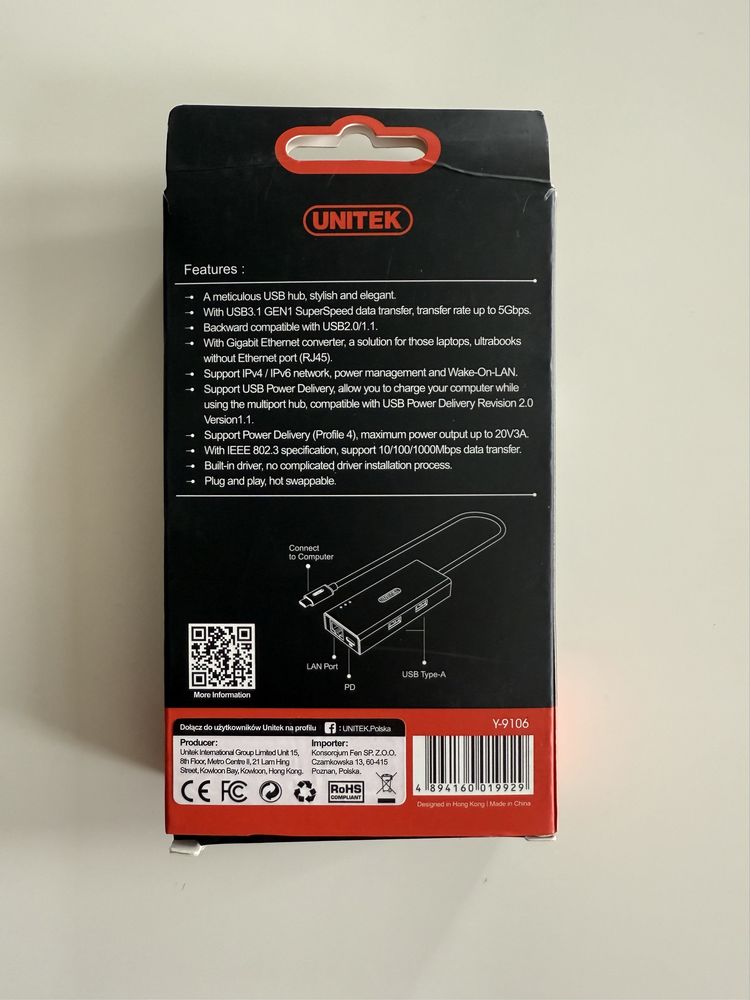 UNITEK
Features :
→ A meticulous USB hub, stylish and elegant.
→ With USB3.1 GEN1 SuperSpeed data transfer, transfer rate up to 5Gbps.
→ Backward compatible with USB2.0/1.1.
→ With Gigabit Ethernet converter, a solution for those laptops, ultrabooks
without Ethernet port (RJ45).
→ Support IPv4 / IPv6 network, power management and Wake-On-LAN.
→ Support USB Power Delivery, allow you to charge your computer while
using the multiport hub, compatible with USB Power Delivery Revision 2.0
Version1.1.
→ Support Power Delivery (Profile 4), maximum power output up to 20V3A.
→ With IEEE 802.3 specification, support 10/100/1000Mbps data transfer.
→ Built-in driver, no complicated driver installation process.
→ Plug and play, hot swappable.
Connect
to Computer
UNITEK
LAN Port
PD
USB Type-A
More Information
Dołącz do użytkowników Unitek na profilu f : UNITEK.Polska
Producer:
Unitek International Group Limited Unit 15,
8th Floor, Metro Centre II, 21 Lam Hing
Street, Kowloon Bay, Kowloon, Hong Kong.
Importer:
Konsorcjum Fen SP. Z.O.O.
Czarnkowska 13, 60-415
Poznan, Polska.
CE FC RoHS
COMPLIANT
Y-9106
4 894160 019929
Designed in Hong Kong | Made in China